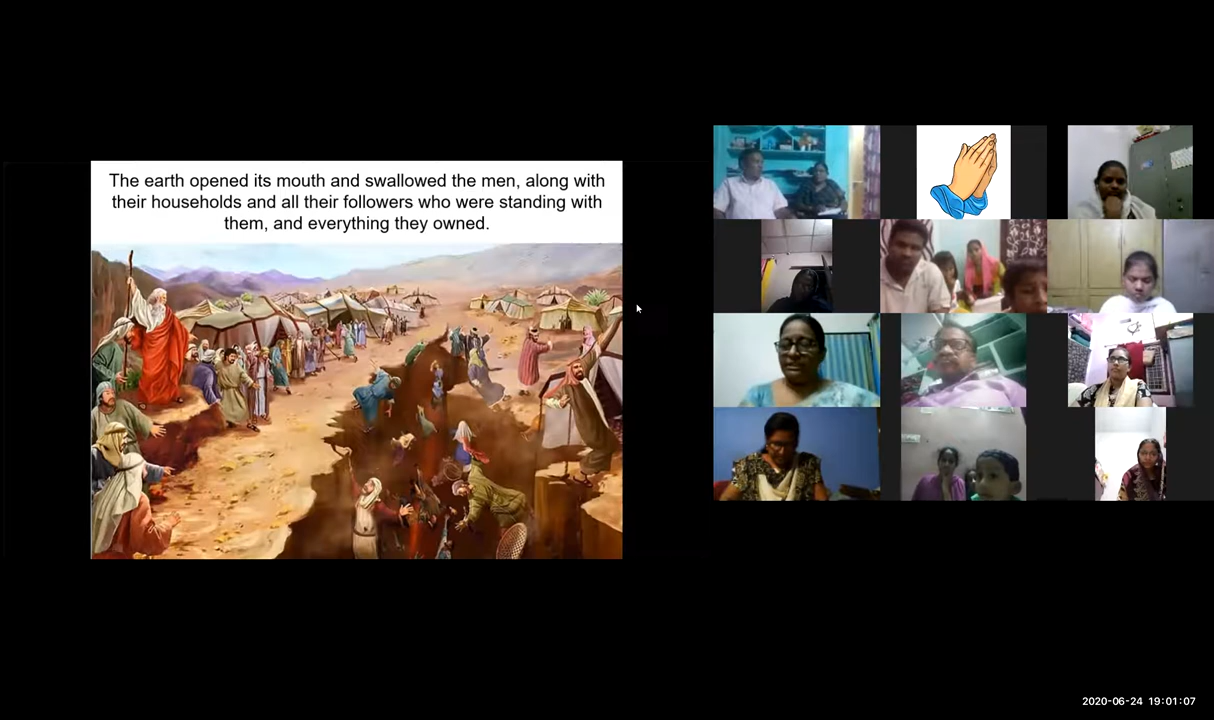 The earth opened its mouth and swallowed the men, along with
their households and all their followers who were standing with
them, and everything they owned.
2020-06-24 19:01:07